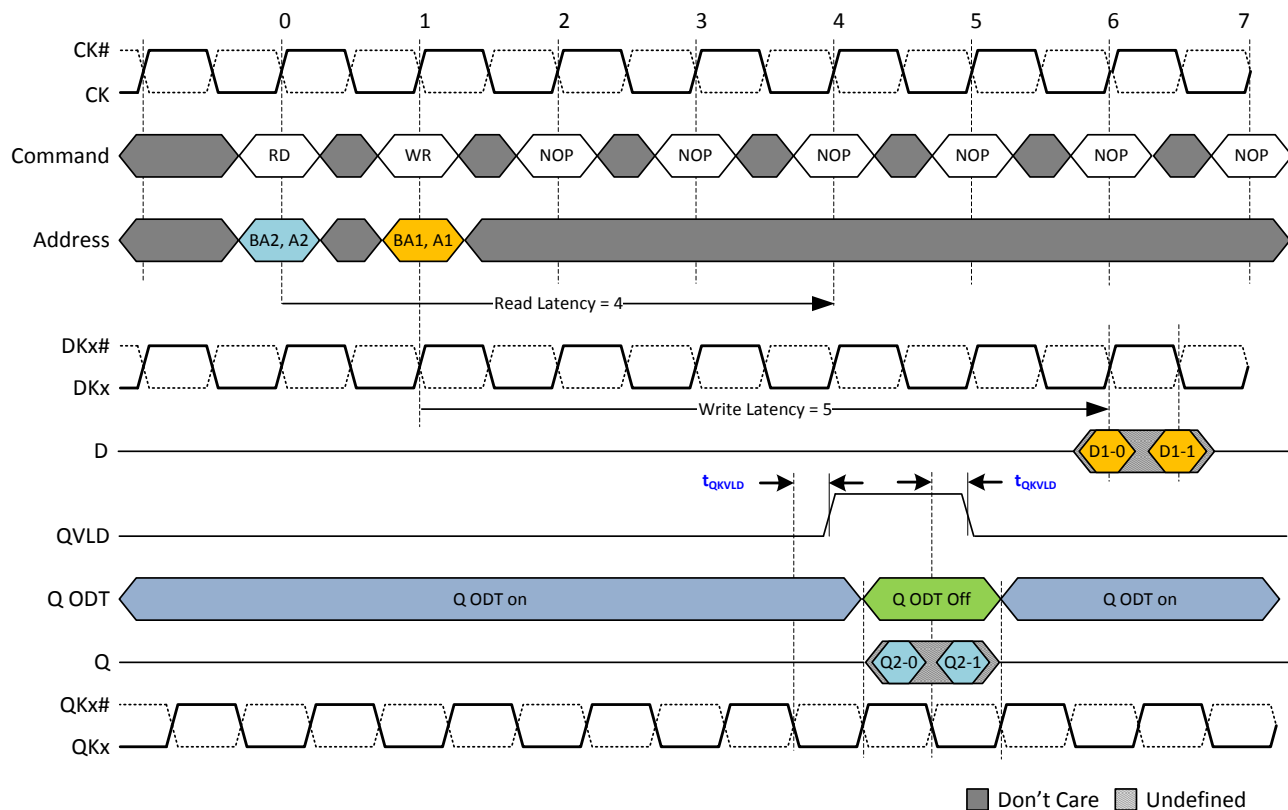 0 1 2 3 4 5 6 7
CK#
CK
Command RD WR NOP NOP NOP NOP NOP NOP
Address BA2, A2 BA1, A1
Read Latency = 4
DKx#
DKx
Write Latency = 5
D D1-0 D1-1
tQKVLD tQKVLD
QVLD
Q ODT Q ODT on Q ODT Off Q ODT on
Q Q2-0 Q2-1
QKx#
QKx
Don't Care Undefined